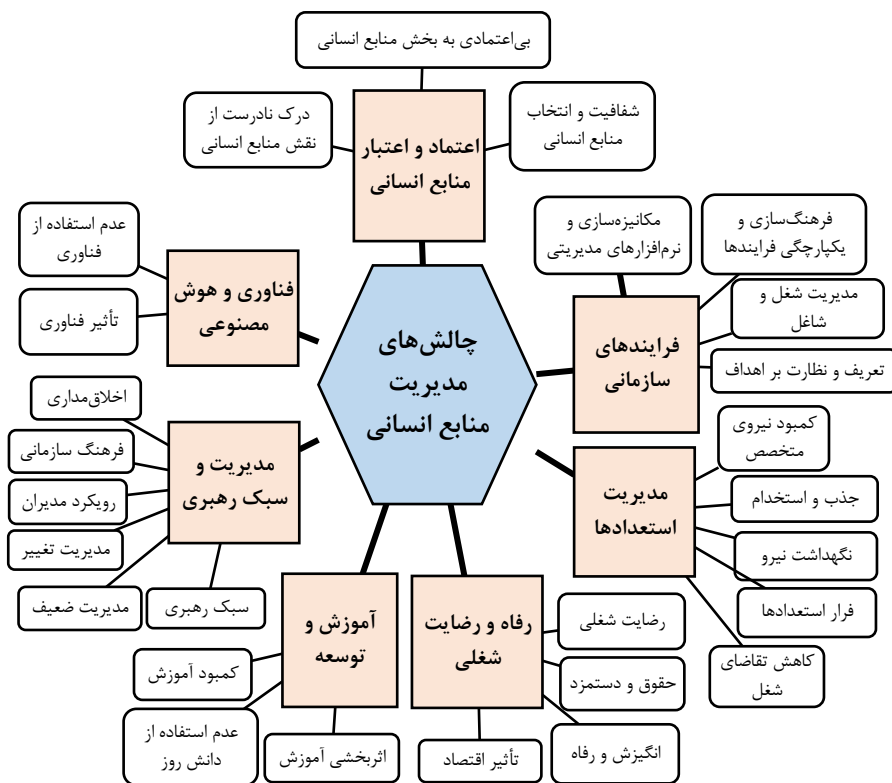 بی‌اعتمادی به بخش منابع انسانی
شفافیت و انتخاب
منابع انسانی
اعتماد و اعتبار
منابع انسانی
درک نادرست از
نقش منابع انسانی
فرهنگ‌سازی و
یکپارچگی فرایندها
مکانیزه‌سازی و
نرم‌افزارهای مدیریتی
مدیریت شغل و
شاغل
فرایندهای
سازمانی
تعریف و نظارت بر اهداف
عدم استفاده از
فناوری
فناوری و هوش
مصنوعی
تأثیر فناوری
چالش‌های
مدیریت
منابع انسانی
کمبود نیروی
متخصص
مدیریت
استعدادها
جذب و استخدام
نگهداشت نیرو
فرار استعدادها
کاهش تقاضای
شغل
اخلاق‌مداری
مدیریت و
سبک رهبری
فرهنگ سازمانی
رویکرد مدیران
مدیریت تغییر
مدیریت ضعیف
سبک رهبری
رفاه و رضایت
شغلی
رضایت شغلی
حقوق و دستمزد
انگیزش و رفاه
تأثیر اقتصاد
آموزش و
توسعه
کمبود آموزش
عدم استفاده از
دانش روز
اثربخشی آموزش